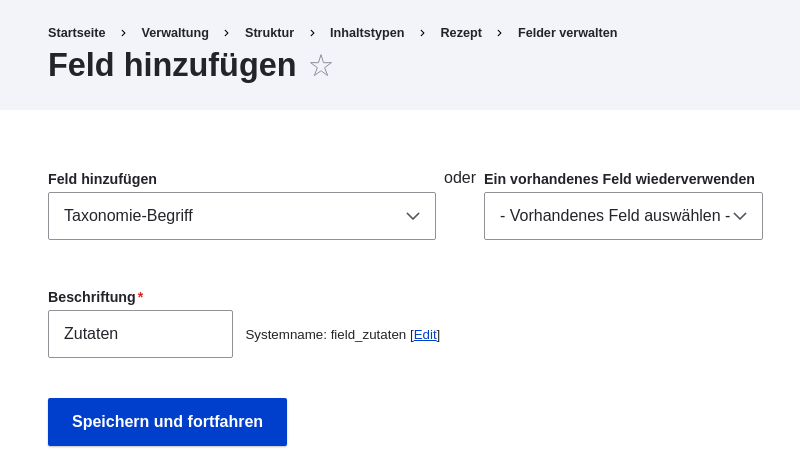 Startseite > Verwaltung > Struktur > Inhaltstypen > Rezept > Felder verwalten
Feld hinzufügen
Feld hinzufügen oder Ein vorhandenes Feld wiederverwenden
Taxonomie-Begriff - Vorhandenes Feld auswählen -
Beschriftung*
Zutaten Systemname: field_zutaten [Edit]
Speichern und fortfahren